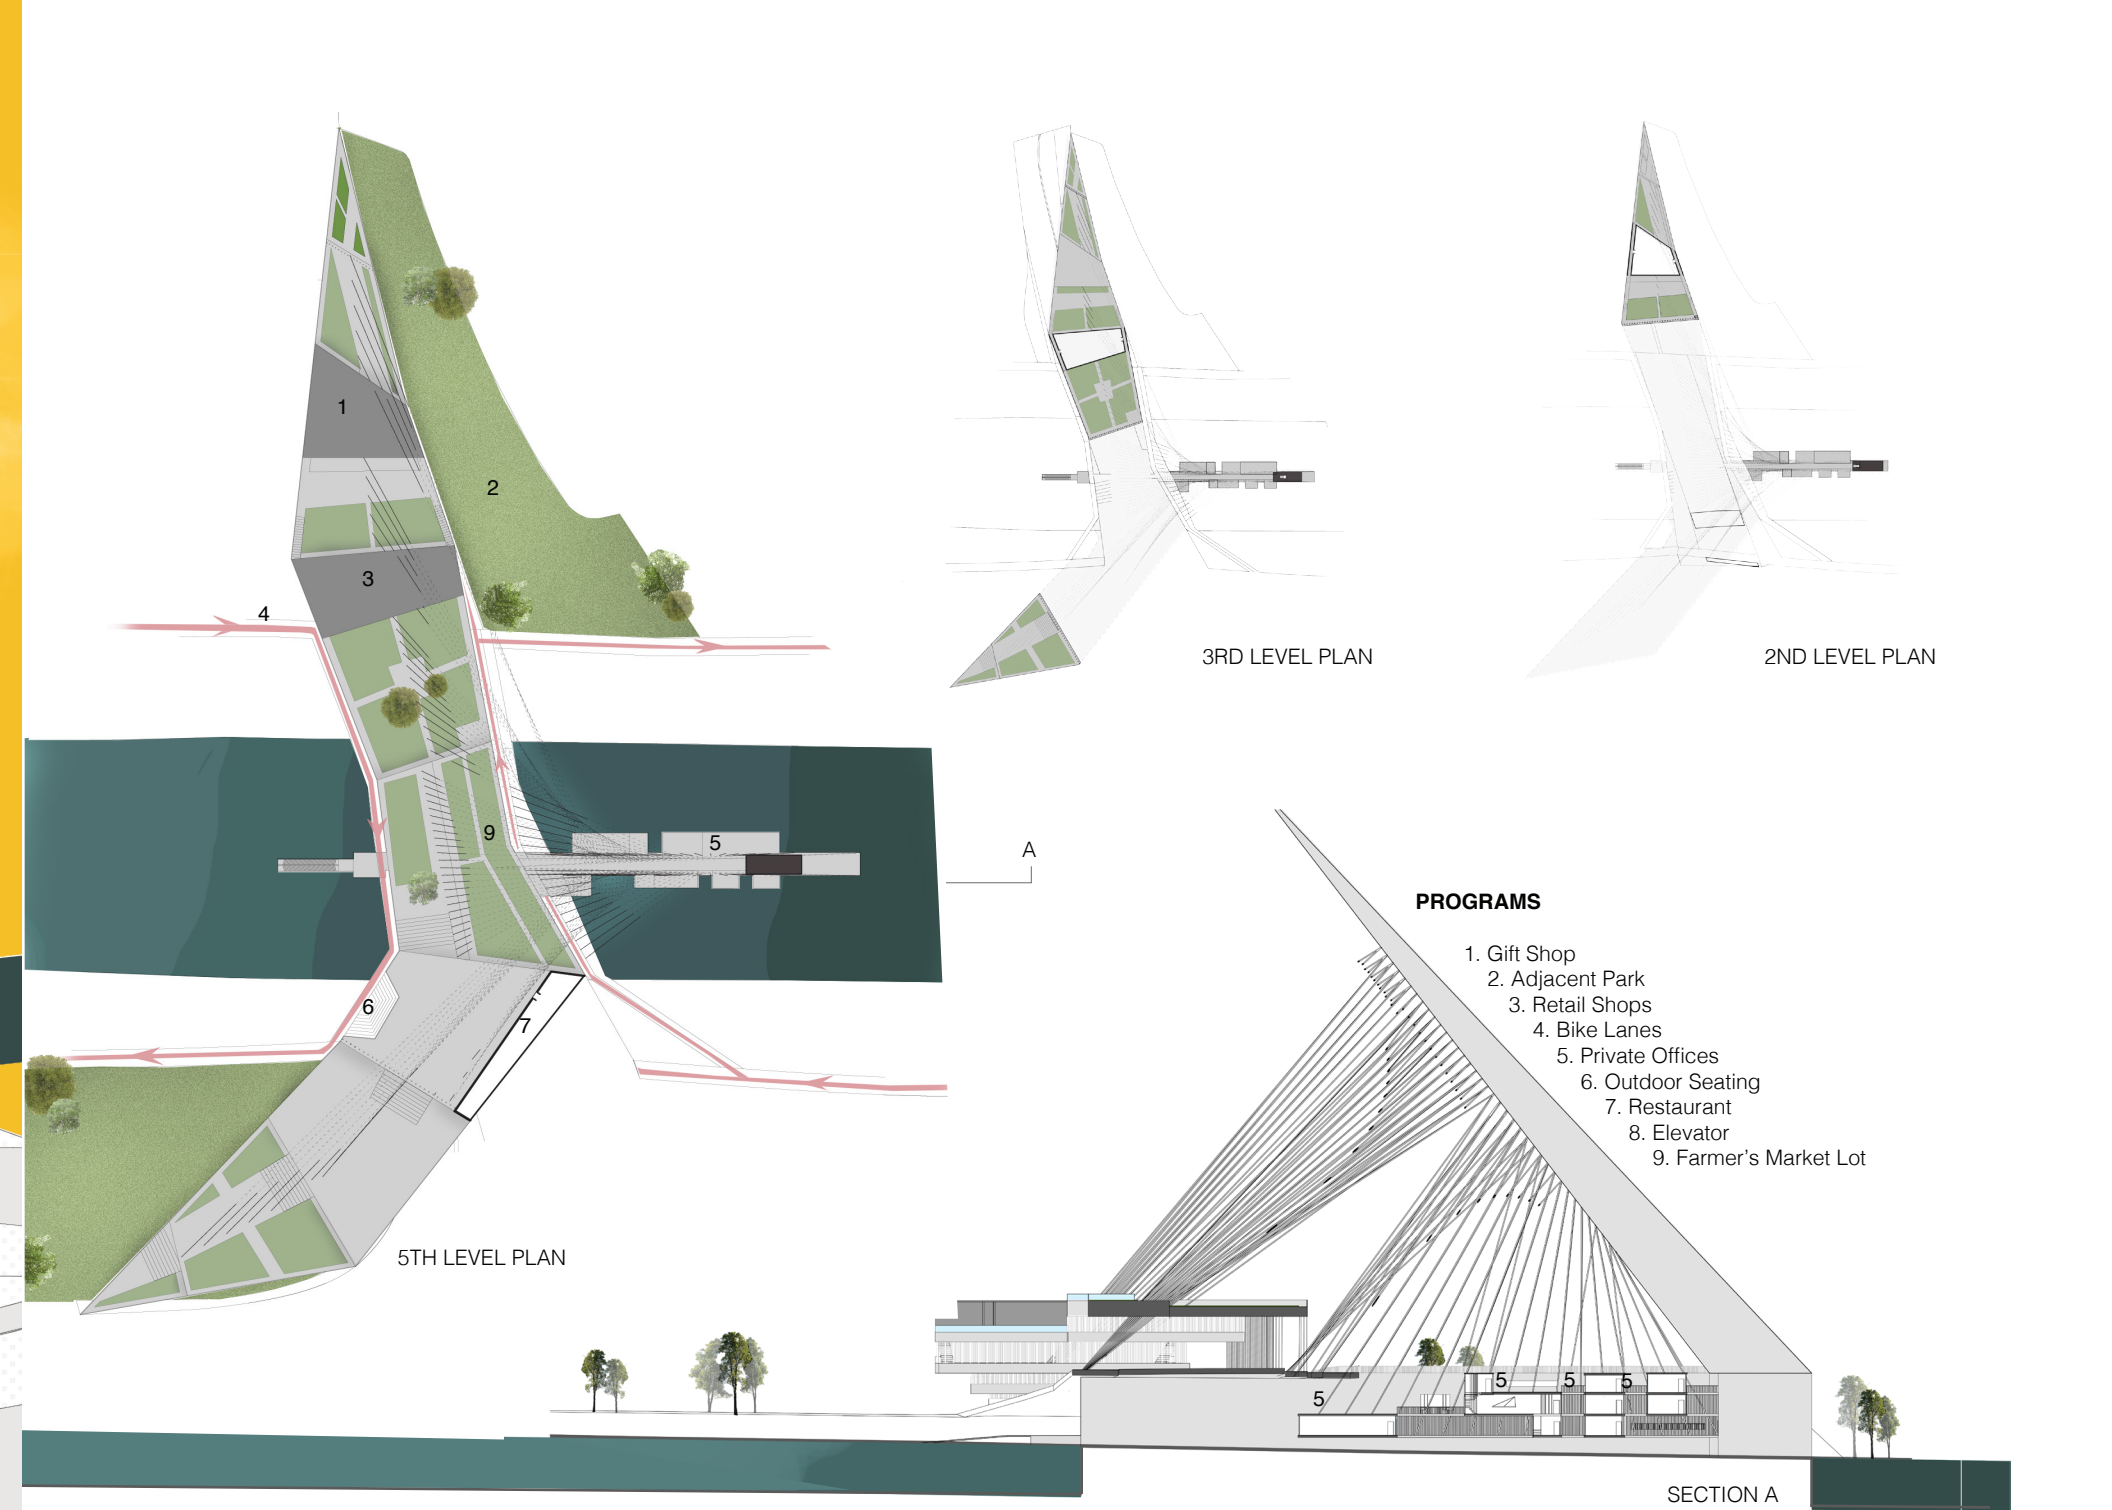 1
2
3
4
9
5
6
7
5TH LEVEL PLAN
3RD LEVEL PLAN
2ND LEVEL PLAN
A
PROGRAMS
1. Gift Shop
2. Adjacent Park
3. Retail Shops
4. Bike Lanes
5. Private Offices
6. Outdoor Seating
7. Restaurant
8. Elevator
9. Farmer’s Market Lot
5
5
5
5
SECTION A